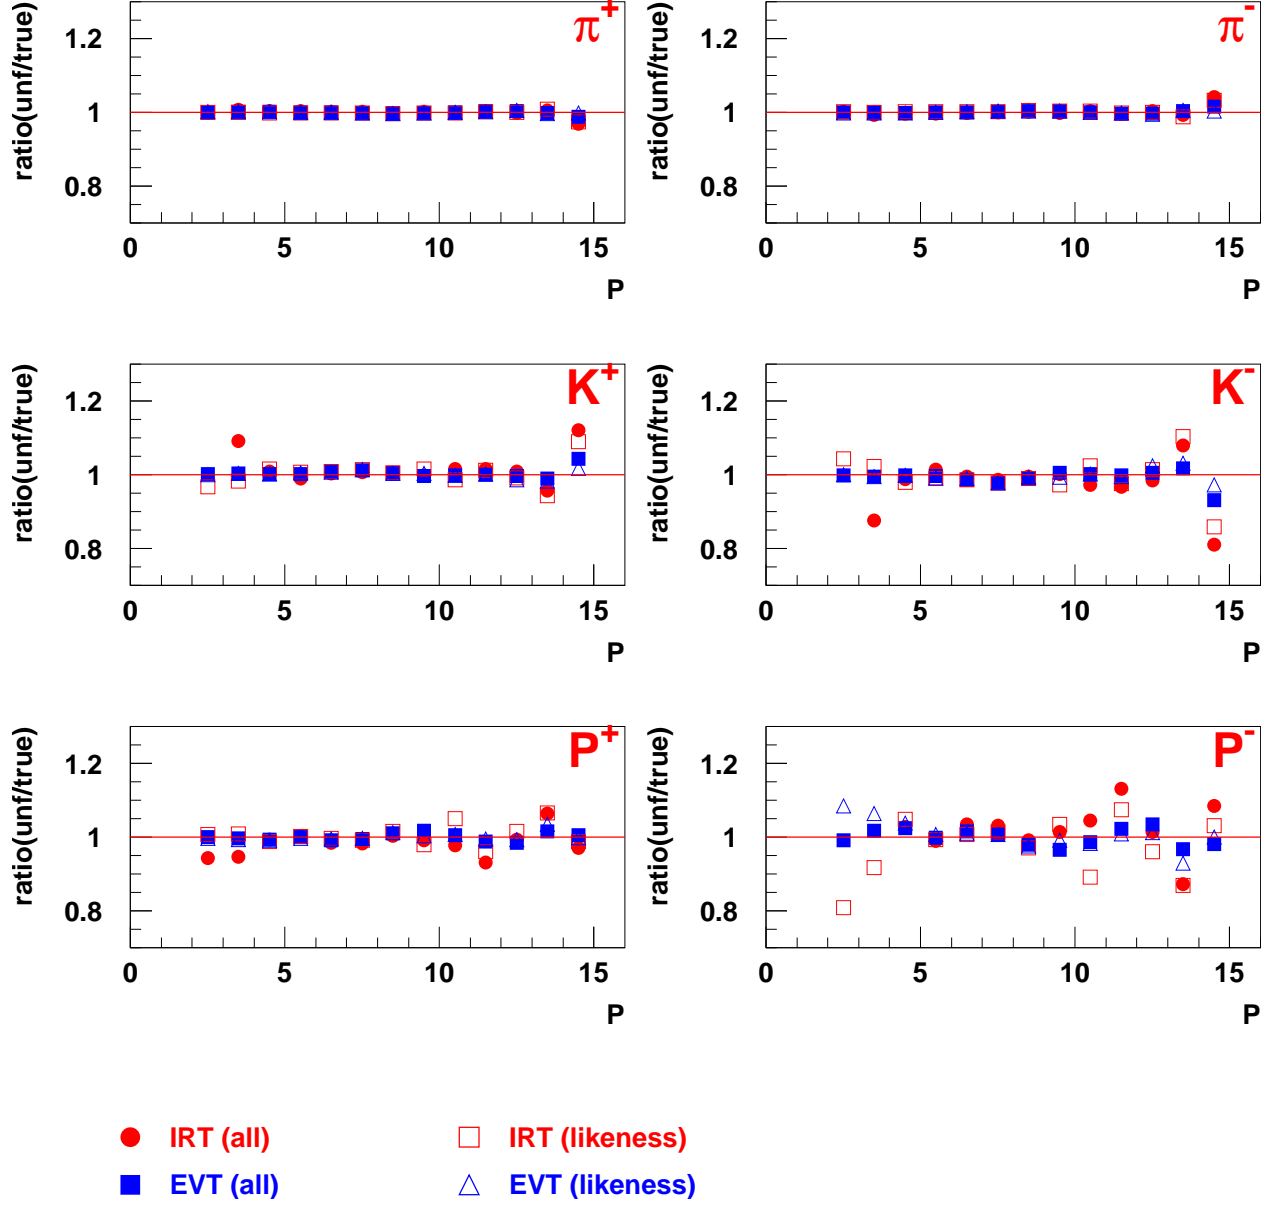 ratio(unf/true)
1.2
1
0.8
0 5 10 15
P
π+
ratio(unf/true)
1.2
1
0.8
0 5 10 15
P
π-
ratio(unf/true)
1.2
1
0.8
0 5 10 15
P
K+
ratio(unf/true)
1.2
1
0.8
0 5 10 15
P
K-
ratio(unf/true)
1.2
1
0.8
0 5 10 15
P
P+
ratio(unf/true)
1.2
1
0.8
0 5 10 15
P
P-
IRT (all) IRT (likeness)
EVT (all) EVT (likeness)